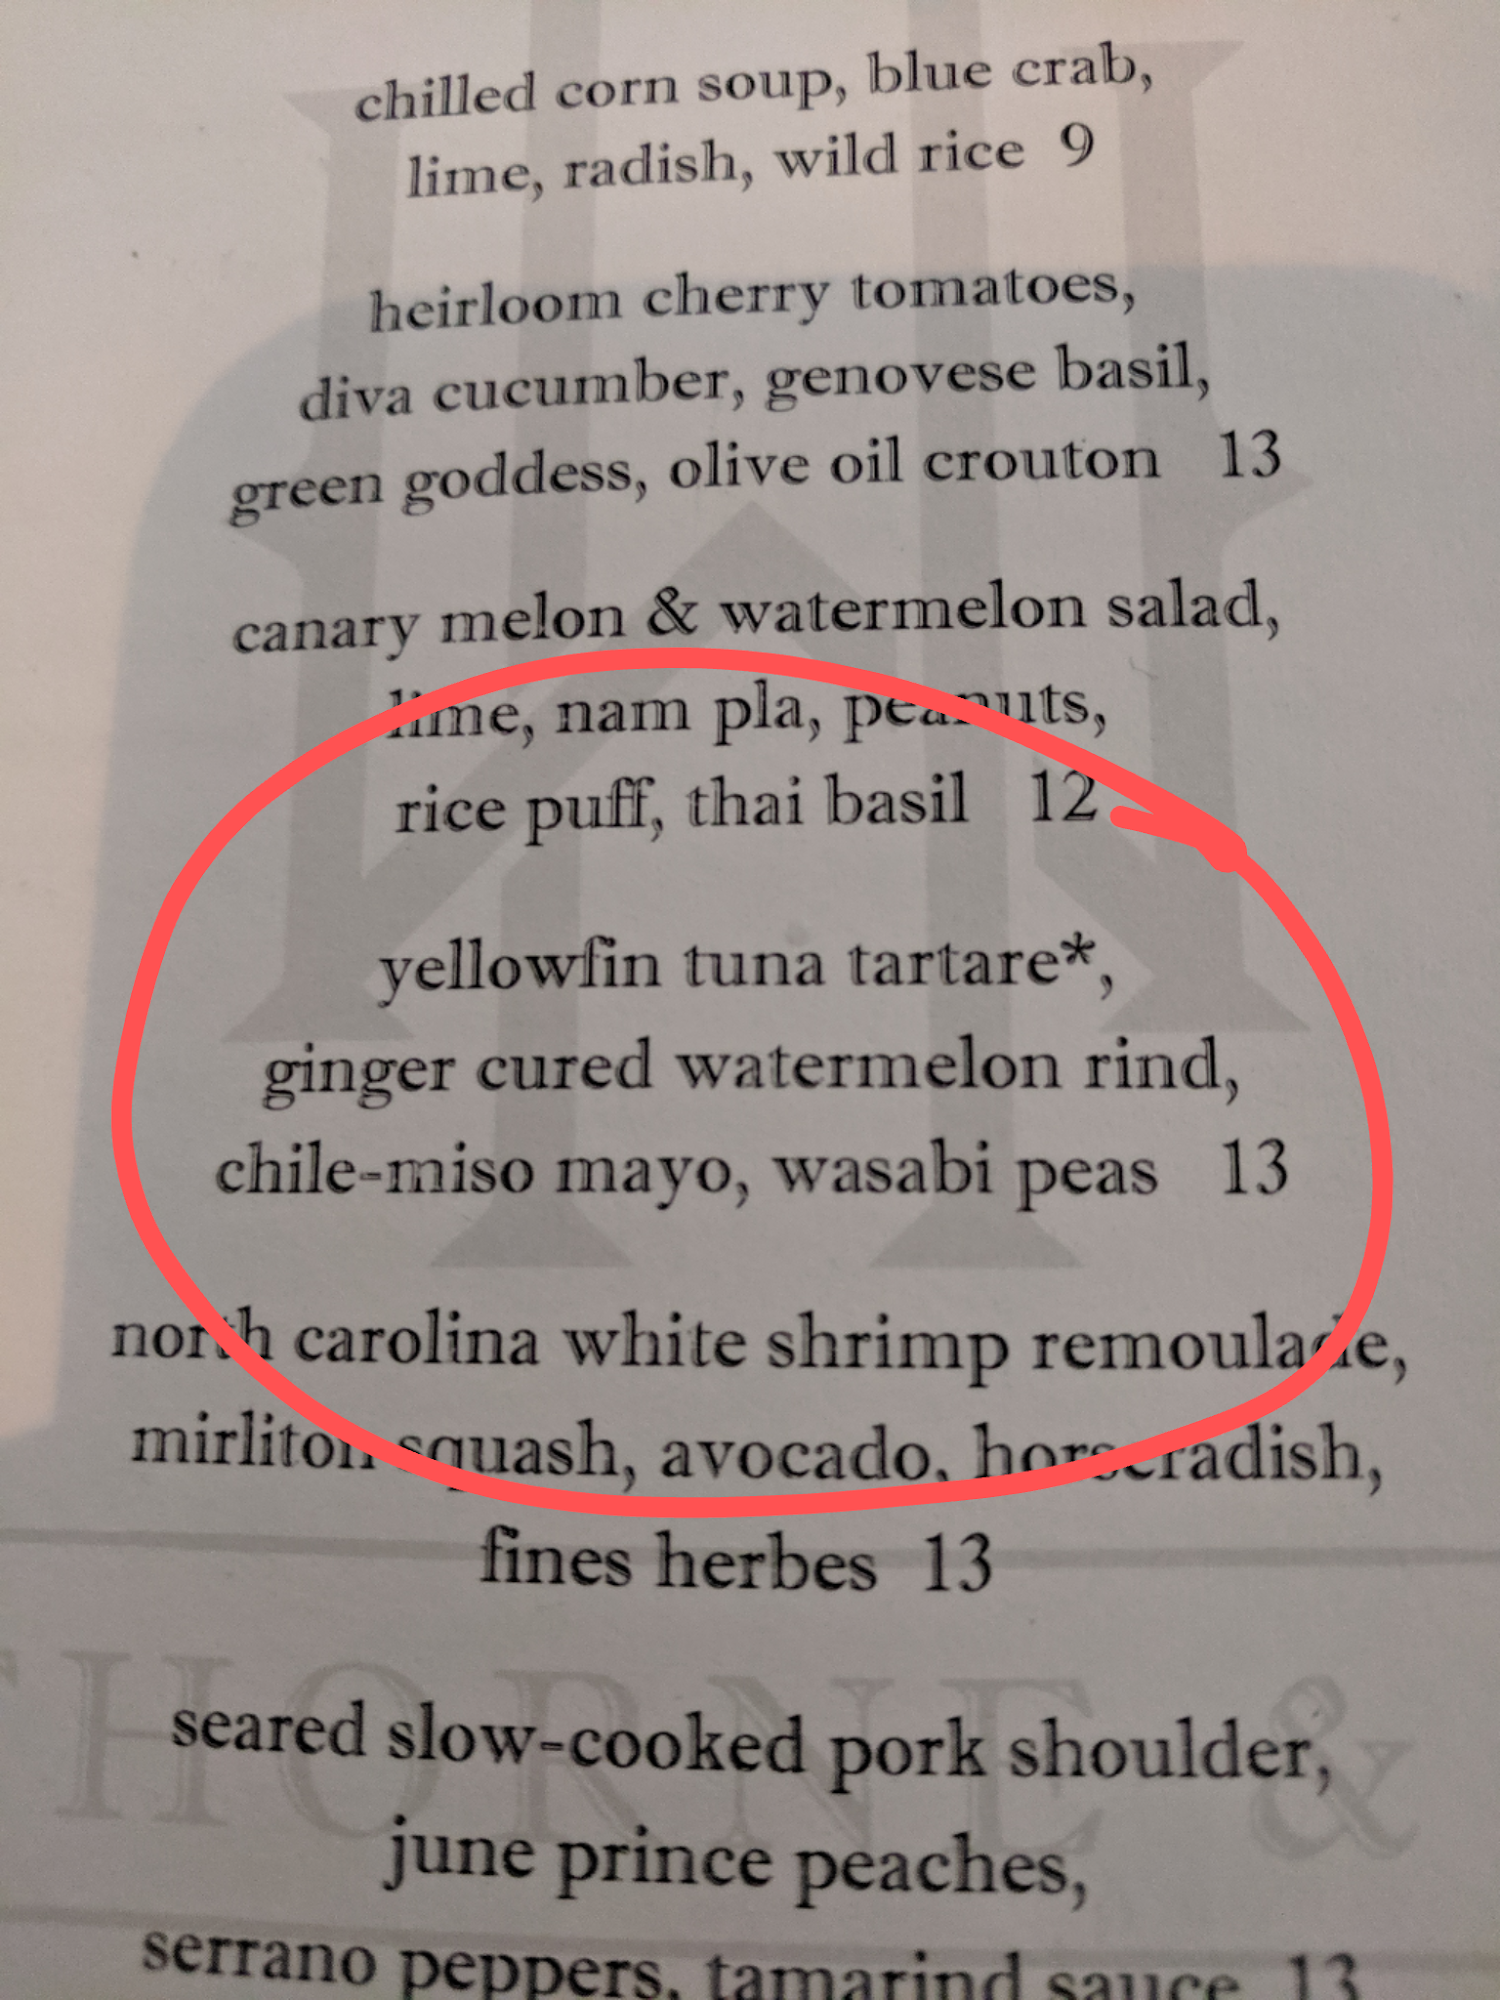 chilled corn soup, blue crab,
lime, radish, wild rice 9
heirloom cherry tomatoes,
diva cucumber, genovese basil,
green goddess, olive oil crouton 13
canary melon & watermelon salad,
lime, nam pla, peanuts,
rice puff, thai basil 12
yellowfin tuna tartare*,
ginger cured watermelon rind,
chile-miso mayo, wasabi peas 13
north carolina white shrimp remoulade,
mirliton squash, avocado, horseradish,
fines herbes 13
THORNE &
seared slow-cooked pork shoulder,
june prince peaches,
serrano peppers, tamarind sauce 13